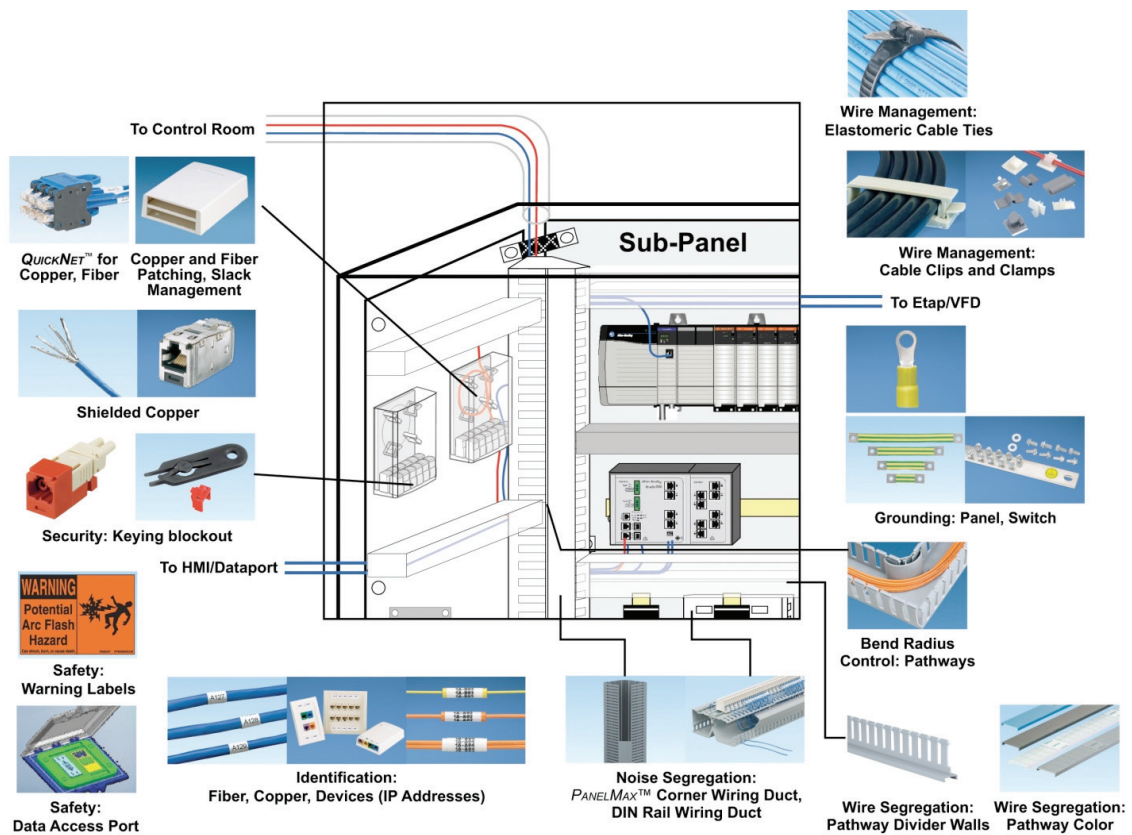 To Control Room
QUICKNET™ for
Copper, Fiber
Copper and Fiber
Patching, Slack
Management
Shielded Copper
Security: Keying blockout
To HMI/Dataport
WARNING
Potential
Arc Flash
Hazard
Safety:
Warning Labels
Safety:
Data Access Port
Sub-Panel
Wire Management:
Elastomeric Cable Ties
Wire Management:
Cable Clips and Clamps
To Etap/VFD
Grounding: Panel, Switch
Bend Radius
Control: Pathways
A127
A128
A129
Identification:
Fiber, Copper, Devices (IP Addresses)
Noise Segregation:
PANELMAX™ Corner Wiring Duct,
DIN Rail Wiring Duct
Wire Segregation:
Pathway Divider Walls
Wire Segregation:
Pathway Color